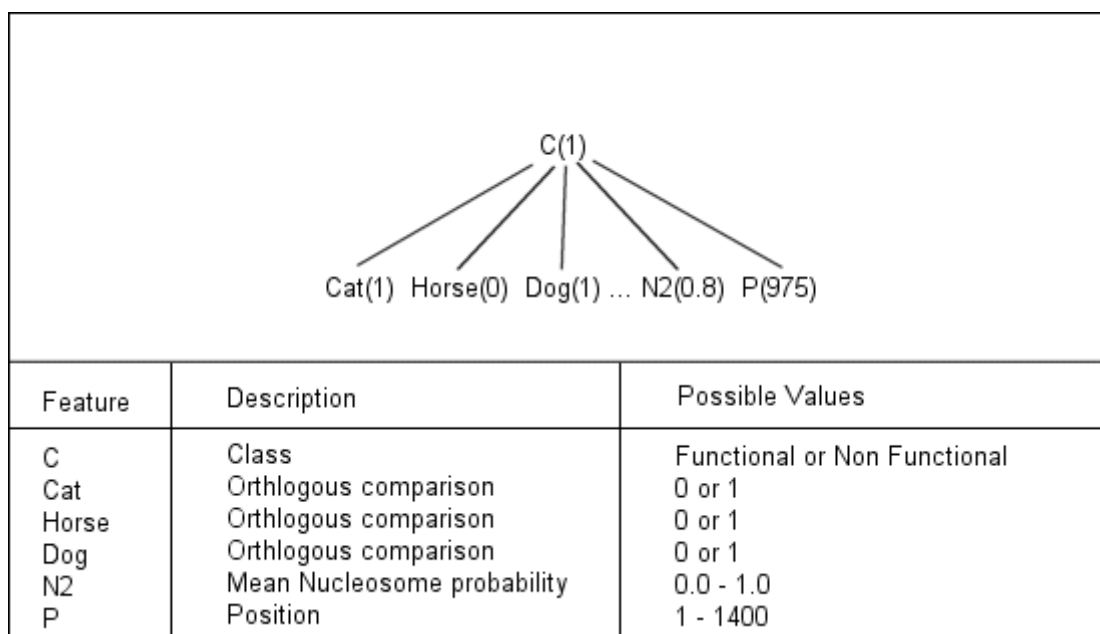 C(1)
Cat(1) Horse(0) Dog(1) ... N2(0.8) P(975)
Feature Description Possible Values
C Class Functional or Non Functional
Cat Orthlogous comparison 0 or 1
Horse Orthlogous comparison 0 or 1
Dog Orthlogous comparison 0 or 1
N2 Mean Nucleosome probability 0.0 - 1.0
P Position 1 - 1400